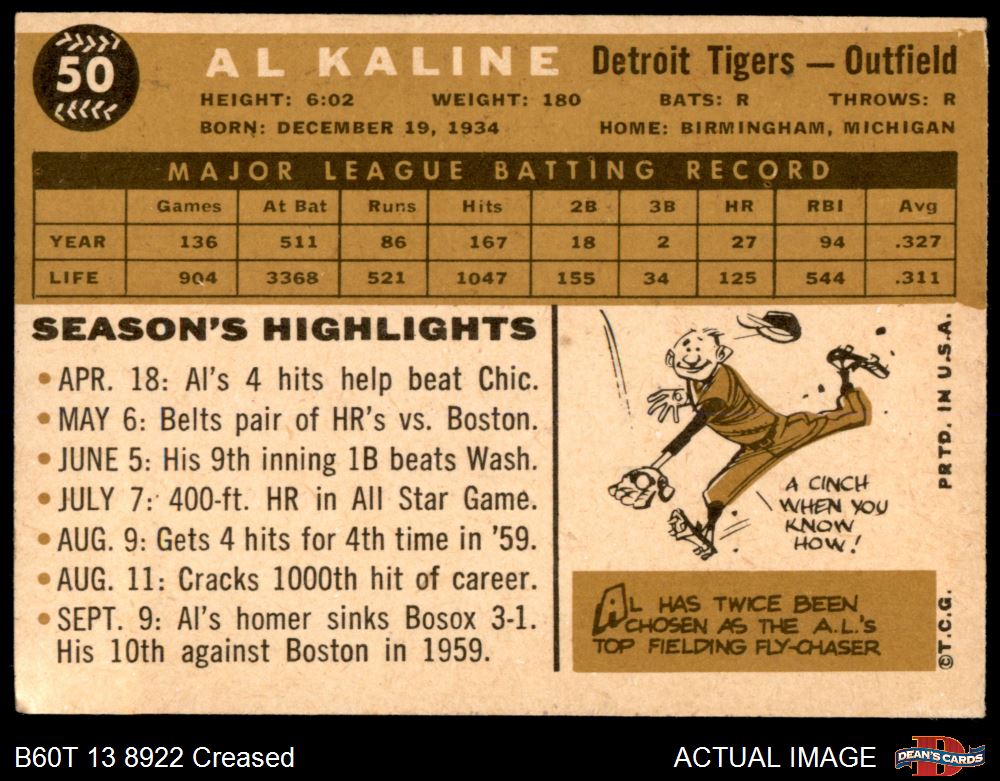 50
AL KALINE Detroit Tigers — Outfield
HEIGHT: 6:02 WEIGHT: 180 BATS: R THROWS: R
BORN: DECEMBER 19, 1934 HOME: BIRMINGHAM, MICHIGAN
MAJOR LEAGUE BATTING RECORD
Games At Bat Runs Hits 2B 3B HR RBI Avg
YEAR 136 511 86 167 18 2 27 94 .327
LIFE 904 3368 521 1047 155 34 125 544 .311
SEASON'S HIGHLIGHTS
• APR. 18: Al's 4 hits help beat Chic.
• MAY 6: Belts pair of HR's vs. Boston.
• JUNE 5: His 9th inning 1B beats Wash.
• JULY 7: 400-ft. HR in All Star Game.
• AUG. 9: Gets 4 hits for 4th time in '59.
• AUG. 11: Cracks 1000th hit of career.
• SEPT. 9: Al's homer sinks Bosox 3-1.
His 10th against Boston in 1959.
A CINCH
WHEN YOU
KNOW
HOW!
AL HAS TWICE BEEN
CHOSEN AS THE A.L.'S
TOP FIELDING FLY-CHASER
©T.C.G. PRTD. IN U.S.A.
B60T 13 8922 Creased ACTUAL IMAGE
D
DEAN'S CARDS